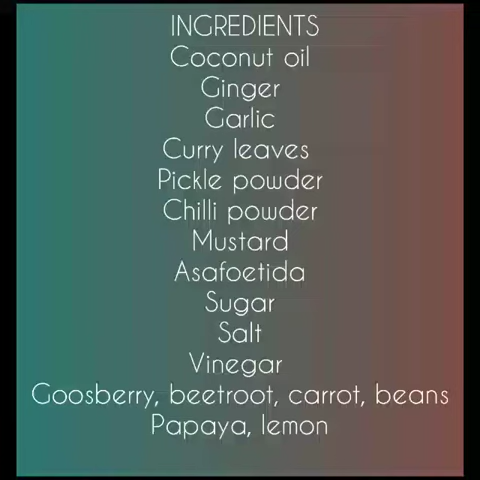 INGREDIENTS
Coconut oil
Ginger
Garlic
Curry leaves
Pickle powder
Chilli powder
Mustard
Asafoetida
Sugar
Salt
Vinegar
Goosberry, beetroot, carrot, beans
Papaya, lemon